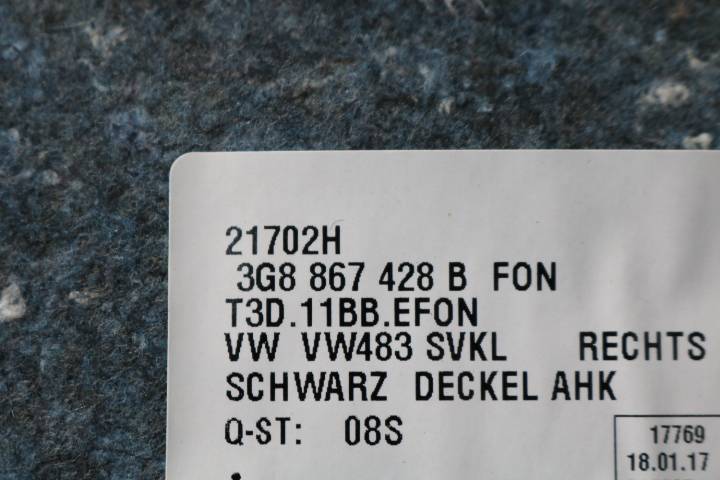 21702H
3G8 867 428 B FON
T3D.11BB.EFON
VW VW483 SVKL RECHTS
SCHWARZ DECKEL AHK
Q-ST: 08S
17769
18.01.17